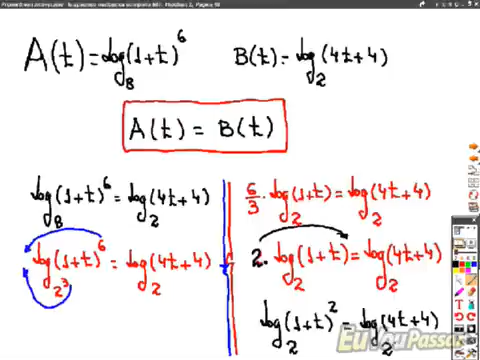 A(t) = log₈(1+t)⁶ B(t) = log₂(4t+4)
A(t) = B(t)
log₈(1+t)⁶ = log₂(4t+4)
log₂³(1+t)⁶ = log₂(4t+4)
6/3 · log₂(1+t) = log₂(4t+4)
2 · log₂(1+t) = log₂(4t+4)
log₂(1+t)² = log₂(4t+4)
EuVouPassar